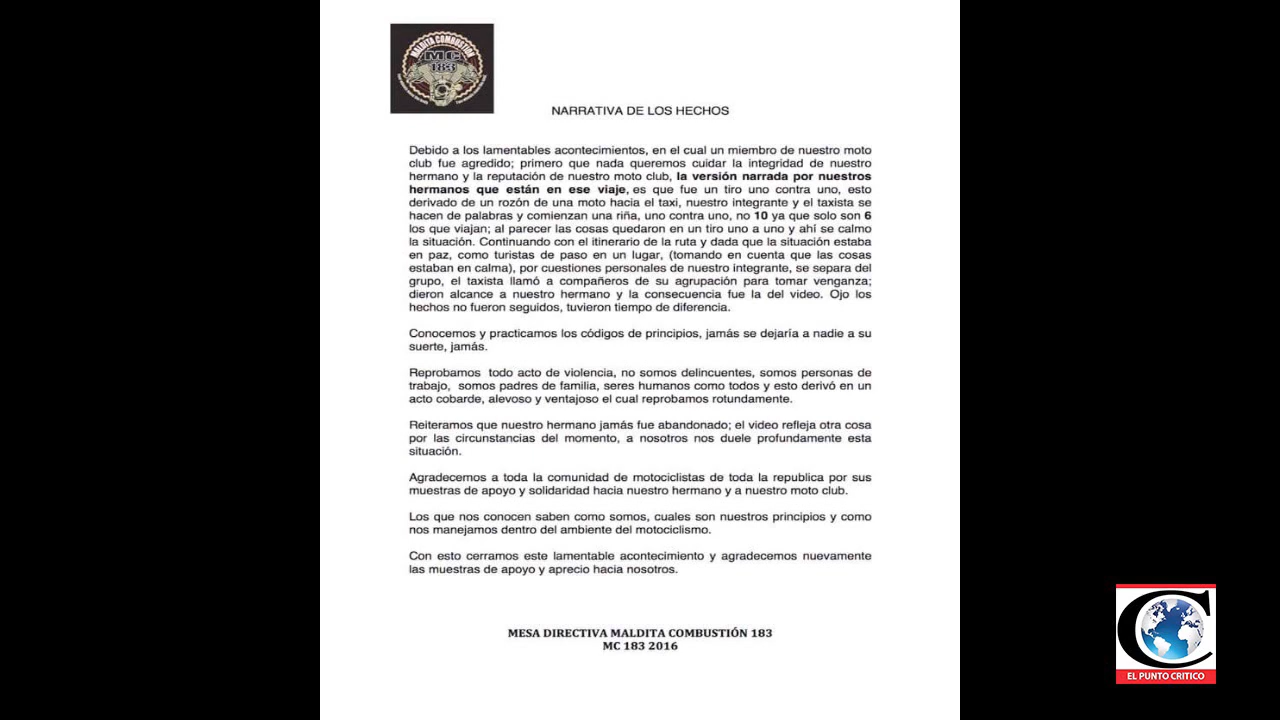 MALDITA COMBUSTIÓN
MC
183
NARRATIVA DE LOS HECHOS
Debido a los lamentables acontecimientos, en el cual un miembro de nuestro moto
club fue agredido; primero que nada queremos cuidar la integridad de nuestro
hermano y la reputación de nuestro moto club, la versión narrada por nuestros
hermanos que están en ese viaje, es que fue un tiro uno contra uno, esto
derivado de un rozón de una moto hacia el taxi, nuestro integrante y el taxista se
hacen de palabras y comienzan una riña, uno contra uno, no 10 ya que solo son 6
los que viajan; al parecer las cosas quedaron en un tiro uno a uno y ahí se calmo
la situación. Continuando con el itinerario de la ruta y dada que la situación estaba
en paz, como turistas de paso en un lugar, (tomando en cuenta que las cosas
estaban en calma), por cuestiones personales de nuestro integrante, se separa del
grupo, el taxista llamó a compañeros de su agrupación para tomar venganza;
dieron alcance a nuestro hermano y la consecuencia fue la del video. Ojo los
hechos no fueron seguidos, tuvieron tiempo de diferencia.
Conocemos y practicamos los códigos de principios, jamás se dejaría a nadie a su
suerte, jamás.
Reprobamos todo acto de violencia, no somos delincuentes, somos personas de
trabajo, somos padres de familia, seres humanos como todos y esto derivó en un
acto cobarde, alevoso y ventajoso el cual reprobamos rotundamente.
Reiteramos que nuestro hermano jamás fue abandonado; el video refleja otra cosa
por las circunstancias del momento, a nosotros nos duele profundamente esta
situación.
Agradecemos a toda la comunidad de motociclistas de toda la republica por sus
muestras de apoyo y solidaridad hacia nuestro hermano y a nuestro moto club.
Los que nos conocen saben como somos, cuales son nuestros principios y como
nos manejamos dentro del ambiente del motociclismo.
Con esto cerramos este lamentable acontecimiento y agradecemos nuevamente
las muestras de apoyo y aprecio hacia nosotros.
MESA DIRECTIVA MALDITA COMBUSTIÓN 183
MC 183 2016
C
EL PUNTO CRITICO